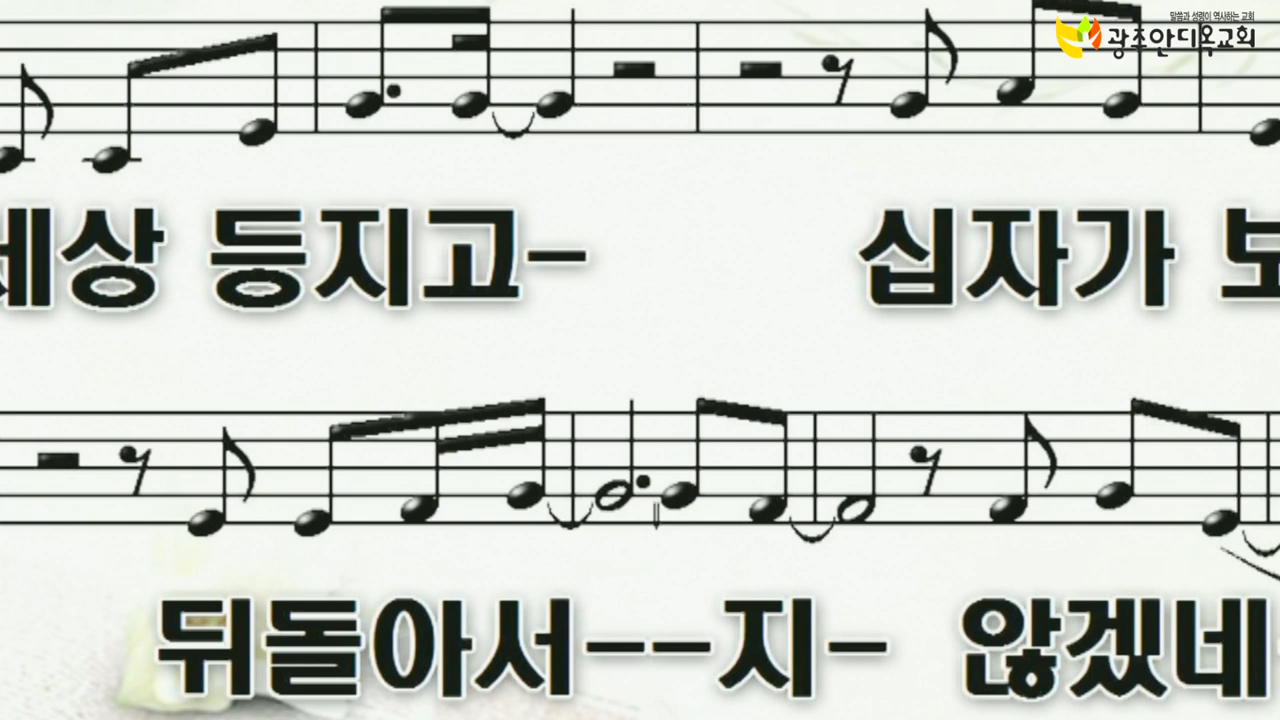 말씀과 성령이 역사하는 교회
광주안디옥교회
세상 등지고- 십자가 보
뒤돌아서--지- 않겠네